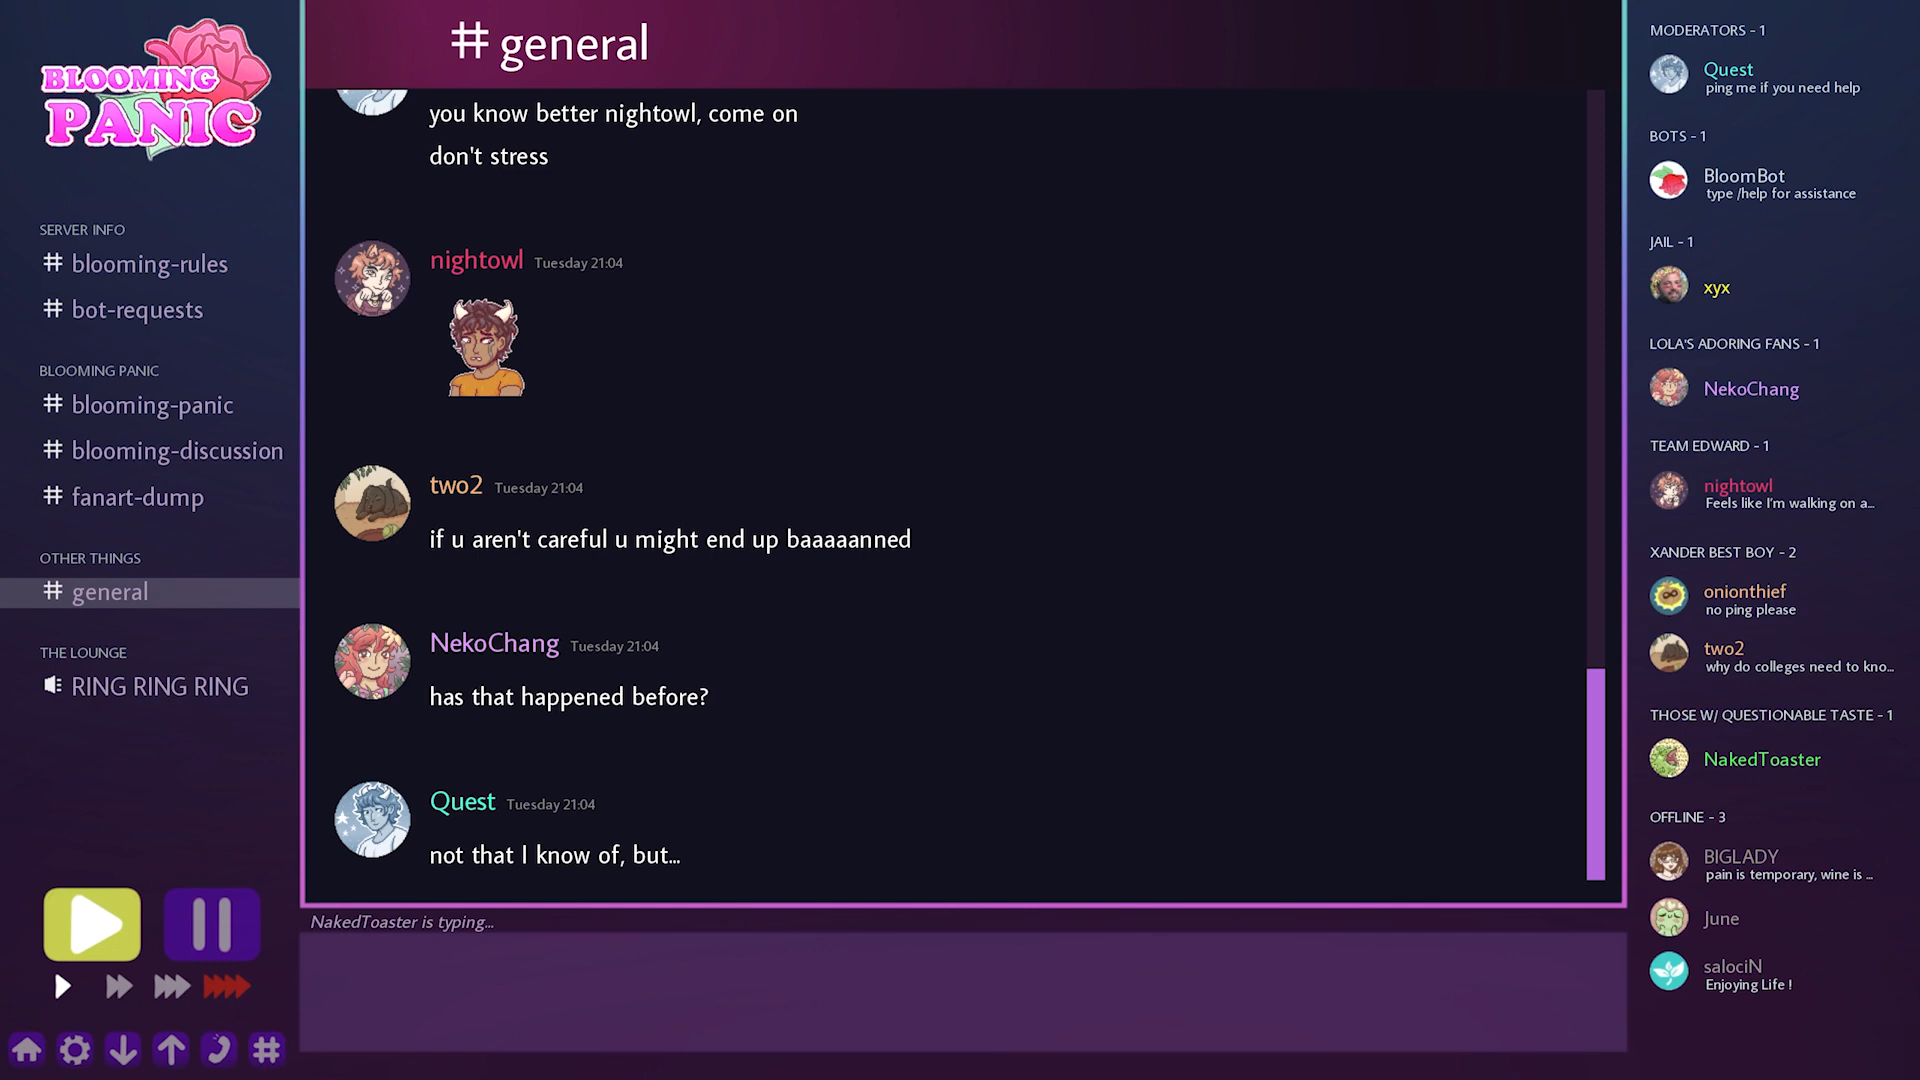 BLOOMING
PANIC
SERVER INFO
# blooming-rules
# bot-requests
BLOOMING PANIC
# blooming-panic
# blooming-discussion
# fanart-dump
OTHER THINGS
# general
THE LOUNGE
RING RING RING
# general
you know better nightowl, come on
don't stress
nightowl Tuesday 21:04
two2 Tuesday 21:04
if u aren't careful u might end up baaaaanned
NekoChang Tuesday 21:04
has that happened before?
Quest Tuesday 21:04
not that I know of, but...
NakedToaster is typing...
MODERATORS - 1
Quest
ping me if you need help
BOTS - 1
BloomBot
type /help for assistance
JAIL - 1
xyx
LOLA'S ADORING FANS - 1
NekoChang
TEAM EDWARD - 1
nightowl
Feels like I'm walking on a...
XANDER BEST BOY - 2
onionthief
no ping please
two2
why do colleges need to kno...
THOSE W/ QUESTIONABLE TASTE - 1
NakedToaster
OFFLINE - 3
BIGLADY
pain is temporary, wine is ...
June
salociN
Enjoying Life !